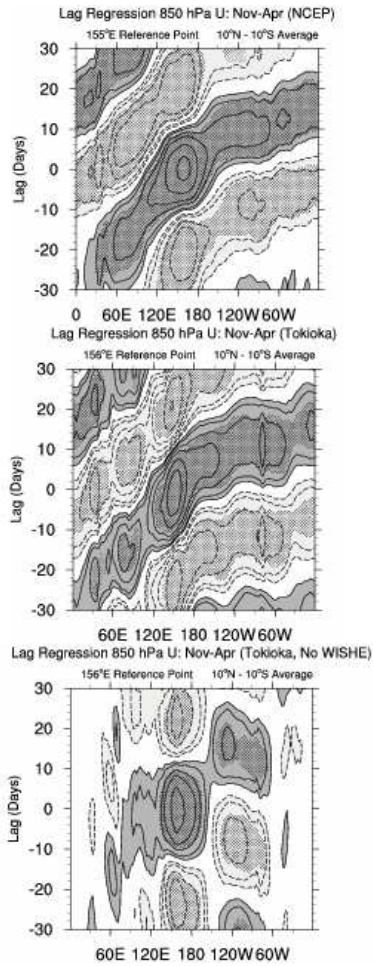 Lag Regression 850 hPa U: Nov-Apr (NCEP)
155°E Reference Point 10°N - 10°S Average
30
20
10
0
-10
-20
-30
Lag (Days)
0 60E 120E 180 120W 60W
Lag Regression 850 hPa U: Nov-Apr (Tokioka)
156°E Reference Point 10°N - 10°S Average
30
20
10
0
-10
-20
-30
Lag (Days)
60E 120E 180 120W 60W
Lag Regression 850 hPa U: Nov-Apr (Tokioka, No WISHE)
156°E Reference Point 10°N - 10°S Average
30
20
10
0
-10
-20
-30
Lag (Days)
60E 120E 180 120W 60W